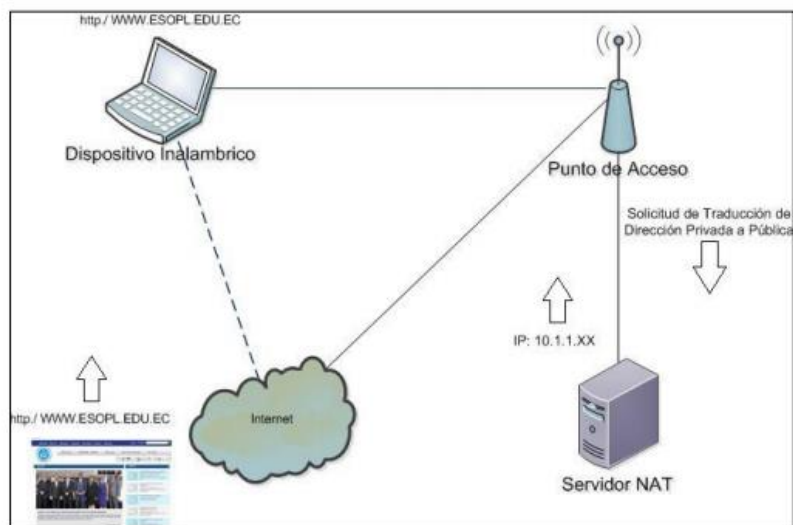 http./ WWW.ESOPL.EDU.EC
Dispositivo Inalambrico
Punto de Acceso
Solicitud de Traducción de
Dirección Privada a Pública
IP: 10.1.1.XX
http./ WWW.ESOPL.EDU.EC
Internet
Servidor NAT